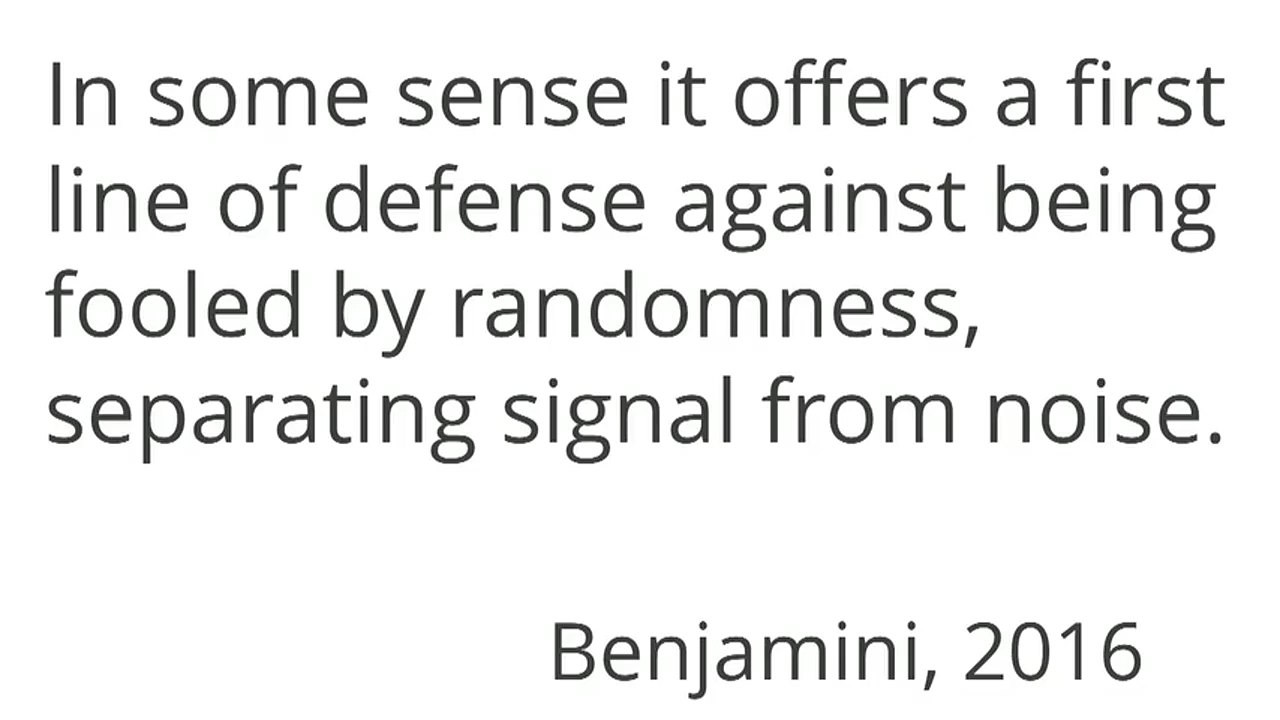 In some sense it offers a first
line of defense against being
fooled by randomness,
separating signal from noise.
Benjamini, 2016